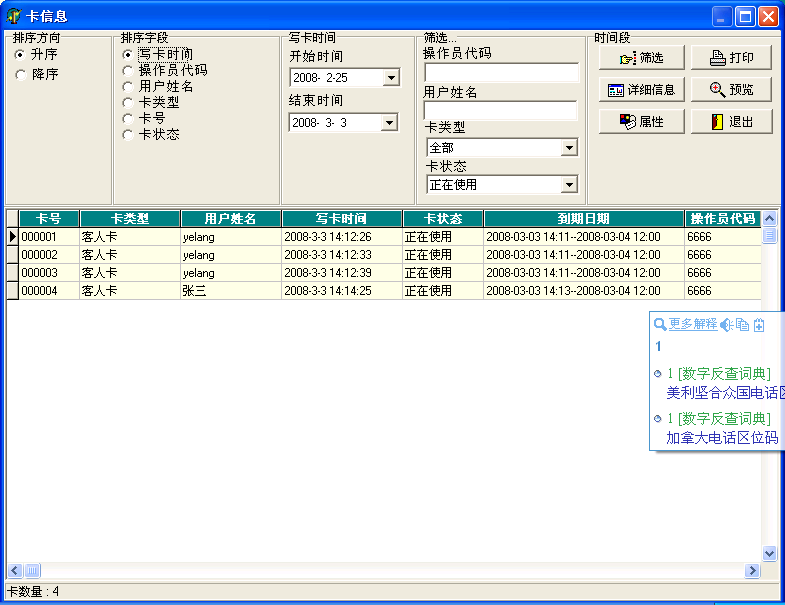 卡信息
排序方向
升序
降序
排序字段
写卡时间
操作员代码
用户姓名
卡类型
卡号
卡状态
写卡时间
开始时间
2008- 2-25
结束时间
2008- 3- 3
筛选...
操作员代码
用户姓名
卡类型
全部
卡状态
正在使用
时间段
筛选
打印
详细信息
预览
属性
退出
卡号 卡类型 用户姓名 写卡时间 卡状态 到期日期 操作员代码
000001 客人卡 yelang 2008-3-3 14:12:26 正在使用 2008-03-03 14:11--2008-03-04 12:00 6666
000002 客人卡 yelang 2008-3-3 14:12:33 正在使用 2008-03-03 14:11--2008-03-04 12:00 6666
000003 客人卡 yelang 2008-3-3 14:12:39 正在使用 2008-03-03 14:11--2008-03-04 12:00 6666
000004 客人卡 张三 2008-3-3 14:14:25 正在使用 2008-03-03 14:13--2008-03-04 12:00 6666
更多解释
1
1 [数字反查词典]
美利坚合众国电话区
1 [数字反查词典]
加拿大电话区位码
卡数量 : 4